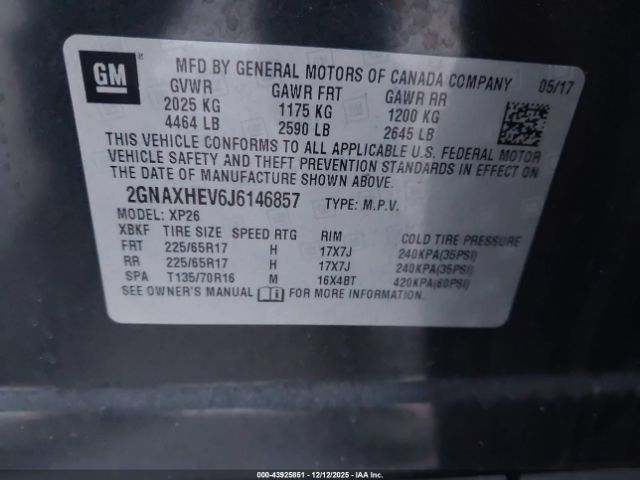 GM
MFD BY GENERAL MOTORS OF CANADA COMPANY 05/17
GVWR GAWR FRT GAWR RR
2025 KG 1175 KG 1200 KG
4464 LB 2590 LB 2645 LB
THIS VEHICLE CONFORMS TO ALL APPLICABLE U.S. FEDERAL MOTOR
VEHICLE SAFETY AND THEFT PREVENTION STANDARDS IN EFFECT ON
THE DATE OF MANUFACTURE SHOWN ABOVE.
2GNAXHEV6J6146857 TYPE: M.P.V.
MODEL: XP26
XBKF TIRE SIZE SPEED RTG RIM COLD TIRE PRESSURE
FRT 225/65R17 H 17X7J 240KPA(35PSI)
RR 225/65R17 H 17X7J 240KPA(35PSI)
SPA T135/70R16 M 16X4BT 420KPA(60PSI)
SEE OWNER'S MANUAL FOR MORE INFORMATION.
000-43925851 - 12/12/2025 - IAA Inc.